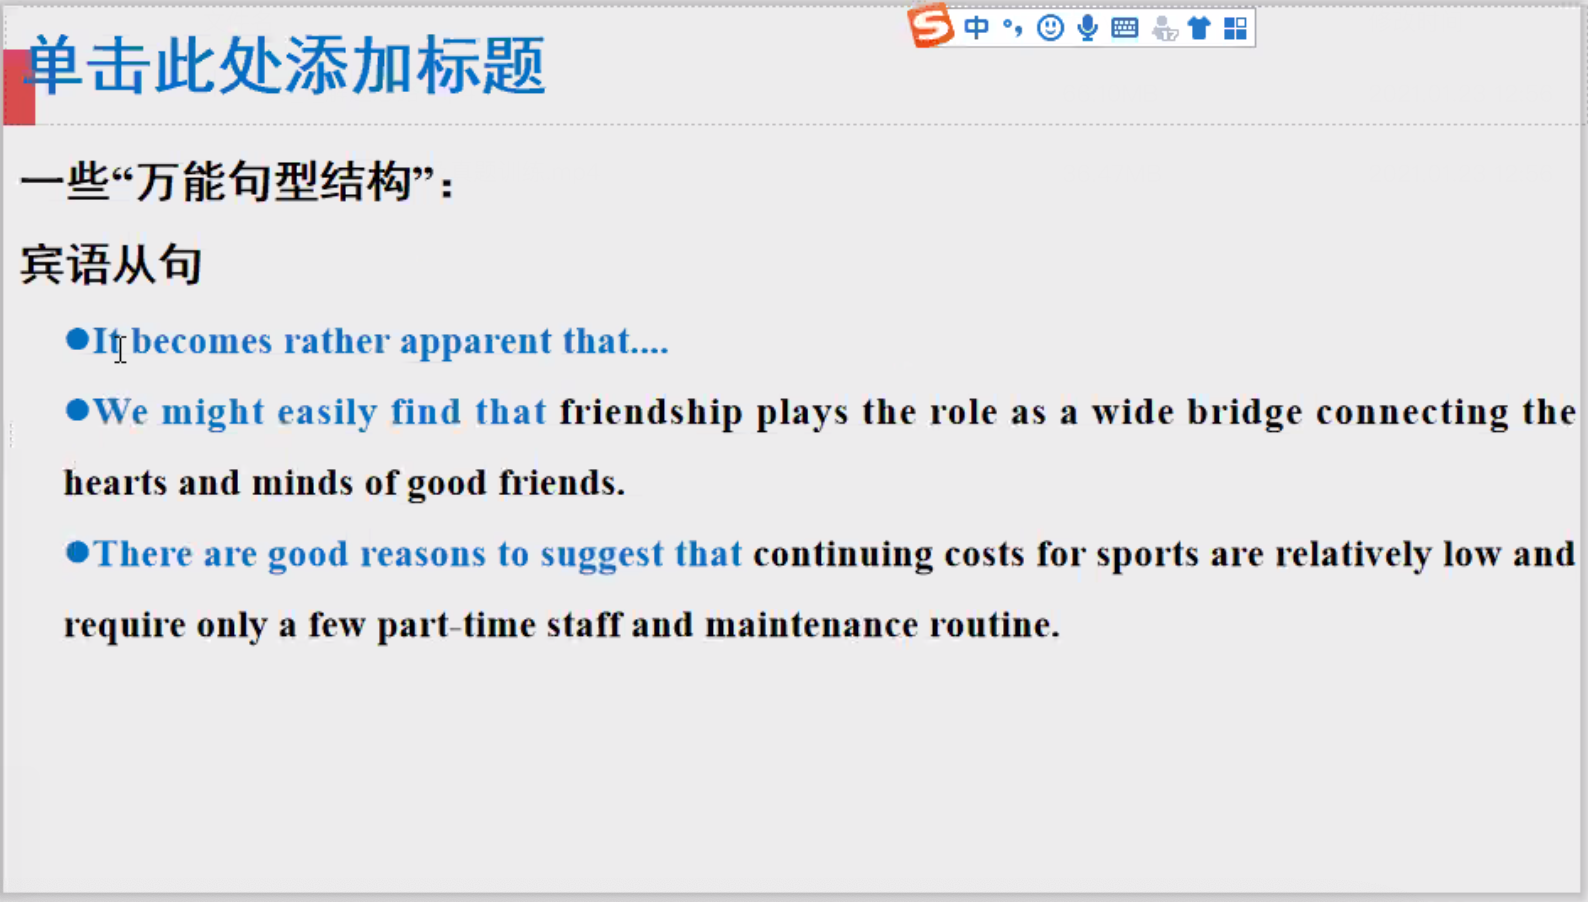 中
单击此处添加标题
一些“万能句型结构”：
宾语从句
●It becomes rather apparent that....
●We might easily find that friendship plays the role as a wide bridge connecting the
hearts and minds of good friends.
●There are good reasons to suggest that continuing costs for sports are relatively low and
require only a few part-time staff and maintenance routine.